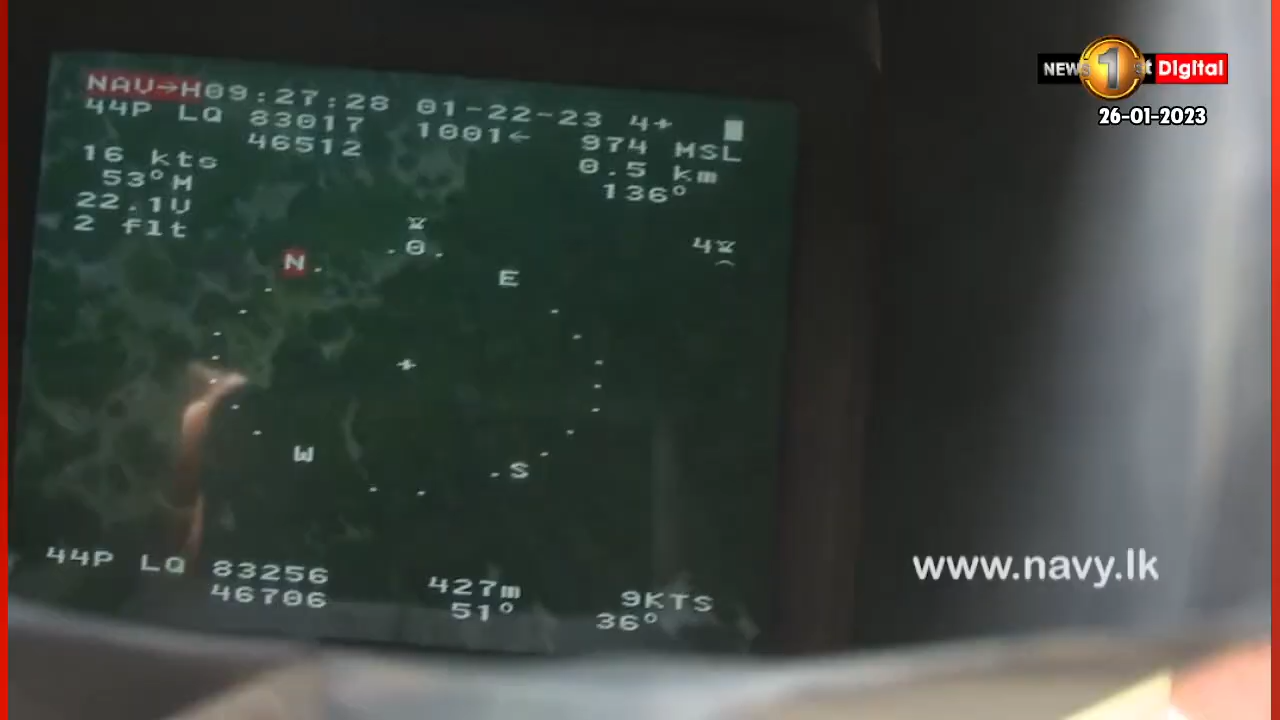 NEWS 1st Digital
26-01-2023
NAV→H09:27:28 01-22-23 4+
44P LQ 83017 1001← 974 MSL
46512 0.5 km
16 kts 136°
53°M
22.1V
2 flt
0 4
N E
W S
44P LQ 83256 427m 9KTS
46706 51° 36°
www.navy.lk